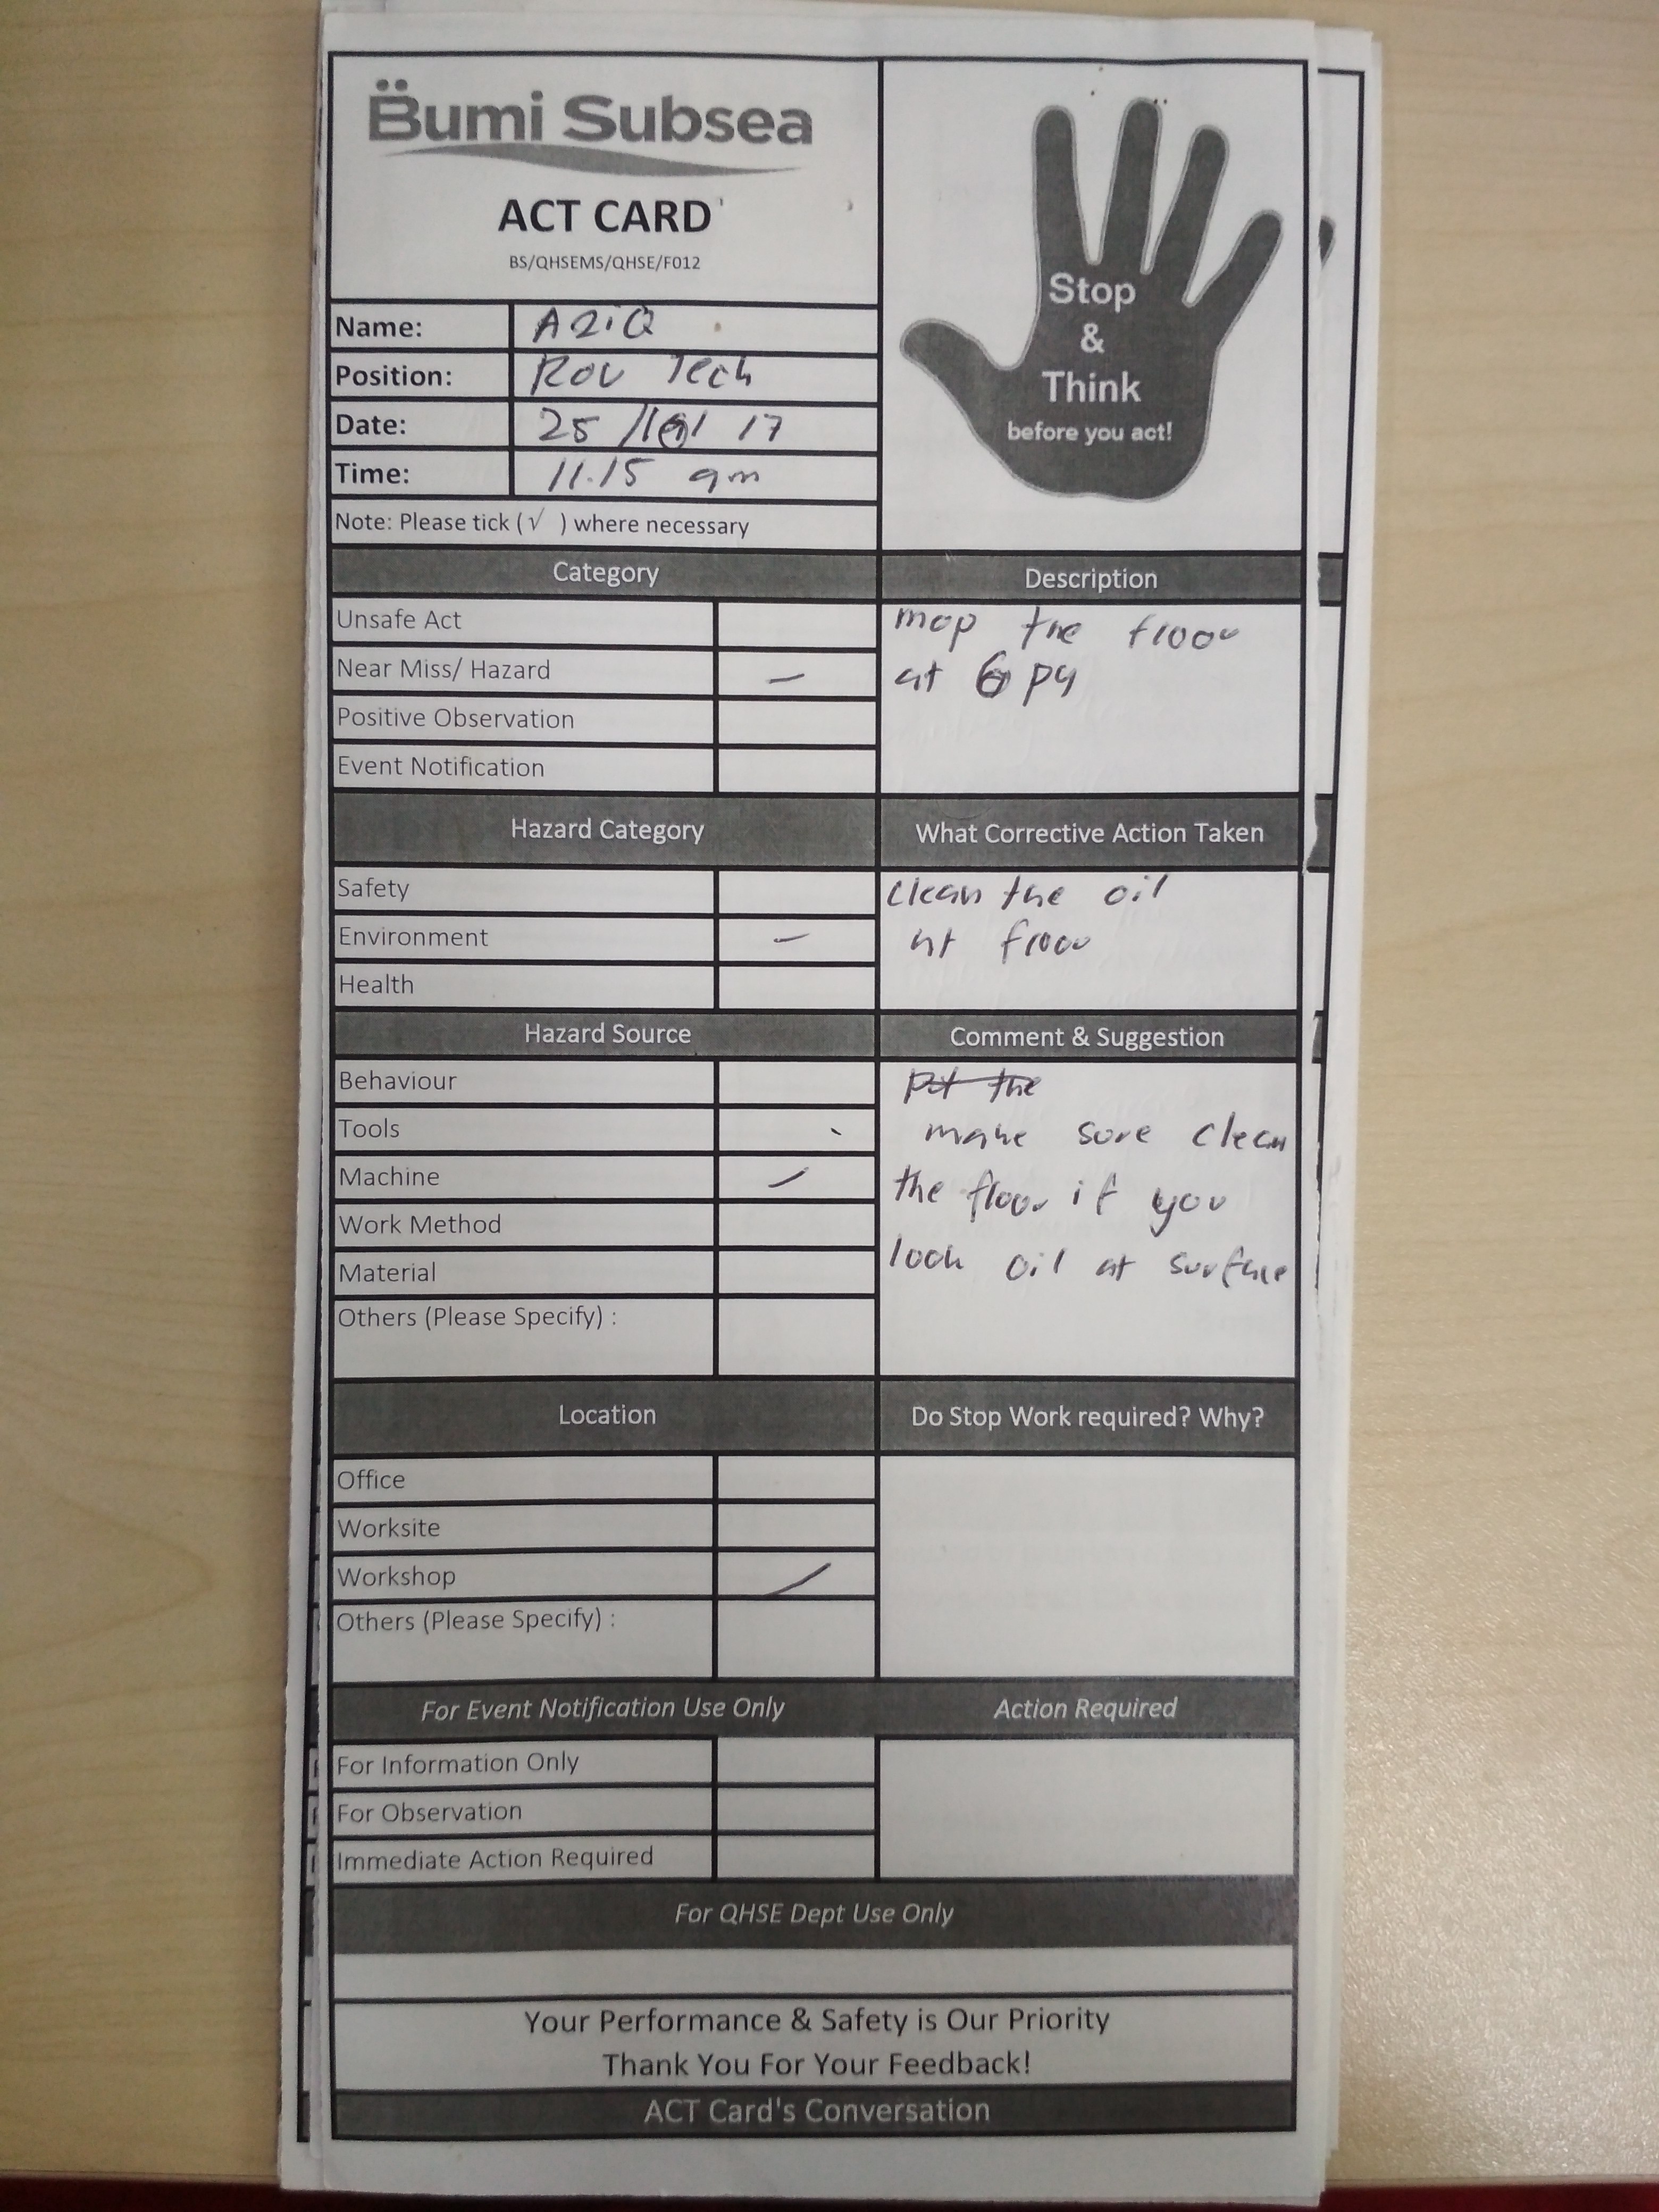 Bumi Subsea
ACT CARD
BS/QHSEMS/QHSE/F012
Stop
&
Think
before you act!
Name: AziQ
Position: ROV Tech
Date: 25 / 17
Time: 11.15 am
Note: Please tick (√ ) where necessary
Category
Description
Unsafe Act
mop the floor
Near Miss/ Hazard
at
Positive Observation
Event Notification
Hazard Category
What Corrective Action Taken
Safety
clean the oil
Environment
at floor
Health
Hazard Source
Comment & Suggestion
Behaviour
Tools
make sure clean
Machine
the floor if you
Work Method
look oil at surface
Material
Others (Please Specify) :
Location
Do Stop Work required? Why?
Office
Worksite
Workshop
Others (Please Specify) :
For Event Notification Use Only
Action Required
For Information Only
For Observation
Immediate Action Required
For QHSE Dept Use Only
Your Performance & Safety is Our Priority
Thank You For Your Feedback!
ACT Card's Conversation